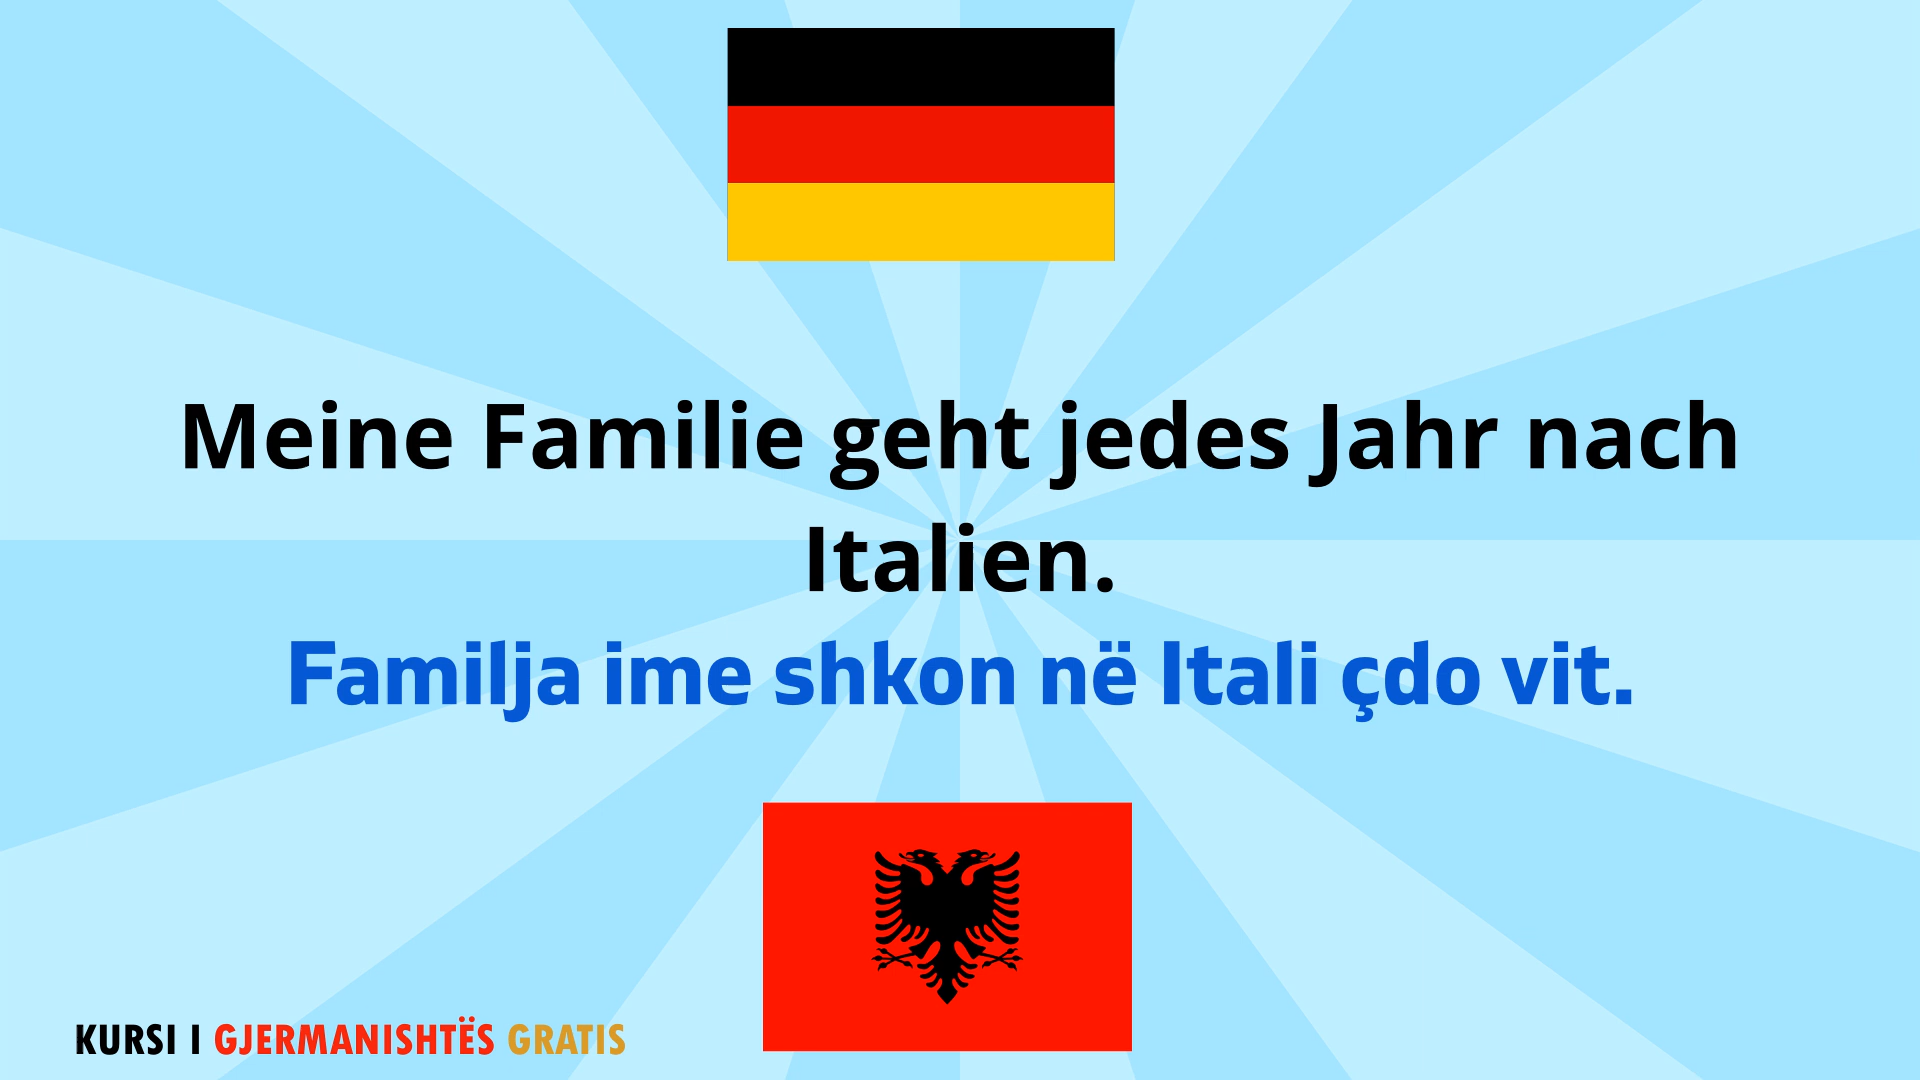 Meine Familie geht jedes Jahr nach
Italien.
Familja ime shkon në Itali çdo vit.
KURSI I GJERMANISHTËS GRATIS